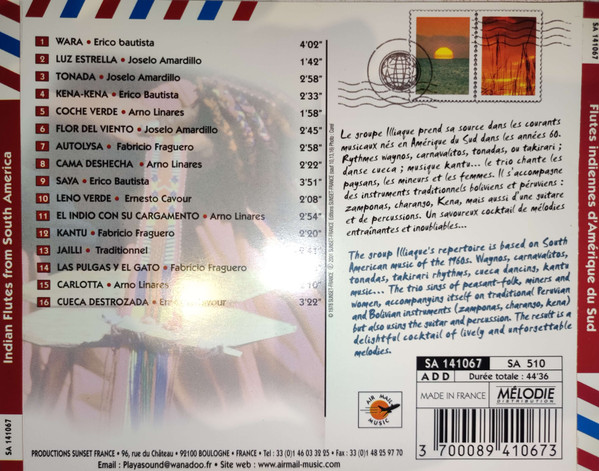 SA 141067
Indian Flutes from South America
SA 141067
1 WARA • Erico bautista 4'02"
2 LUZ ESTRELLA • Joselo Amardillo 1'42"
3 TONADA • Joselo Amardillo 2'58"
4 KENA-KENA • Erico Bautista 2'33"
5 COCHE VERDE • Arno Linares 1'58"
6 FLOR DEL VIENTO • Joselo Amardillo 2'45"
7 AUTOLYSA • Fabricio Fraguero 2'58"
8 CAMA DESHECHA • Arno Linares 2'22"
9 SAYA • Erico Bautista 3'51"
10 LENO VERDE • Ernesto Cavour 2'08"
11 EL INDIO CON SU CARGAMENTO • Arno Linares 2'54"
12 KANTU • Fabricio Fraguero 2'20"
13 JAILLI • Traditionnel 2'41"
14 LAS PULGAS Y EL GATO • Fabricio Fraguero
15 CARLOTTA • Arno Linares 2'10"
16 CUECA DESTROZADA • Cavour 3'22"
Le groupe Illiaque prend sa source dans les courants
musicaux nés en Amérique du Sud dans les années 60.
Rythmes waynos, carnavalitos, tonadas, ou takirari ;
danse cueca ; musique kantu... le trio chante les
paysans, les mineurs et les femmes. Il s'accompagne
des instruments traditionnels boliviens et péruviens :
zamponas, charango, Kena, mais aussi d'une guitare
et de percussions. Un savoureux cocktail de mélodies
entraînantes et inoubliables...
The group Illiaque's repertoire is based on South
American music of the 1960s. Waynos, carnavalitos,
tonadas, takirari rhythms, cueca dancing, kantu
music... The trio sings of peasant-folk, miners and
women, accompanying itself on traditional Peruvian
and Bolivian instruments (zamponas, charango, kena)
but also using the guitar and percussion. The result is a
delightful cocktail of lively and unforgettable
melodies.
AIR MAIL
MUSIC
SA 141067 SA 510
ADD Durée totale : 44'36
MADE IN FRANCE MÉLODIE
DISTRIBUTION
3 700089 410673
PRODUCTIONS SUNSET FRANCE • 96, rue du Château • 92100 BOULOGNE • FRANCE • Tel : 33 (0)1 46 03 32 25 • Fax : 33 (0)1 48 25 97 70
Email : Playasound@wanadoo.fr • Site web : www.airmail-music.com
SA 141067
Flutes indiennes d'Amérique du Sud